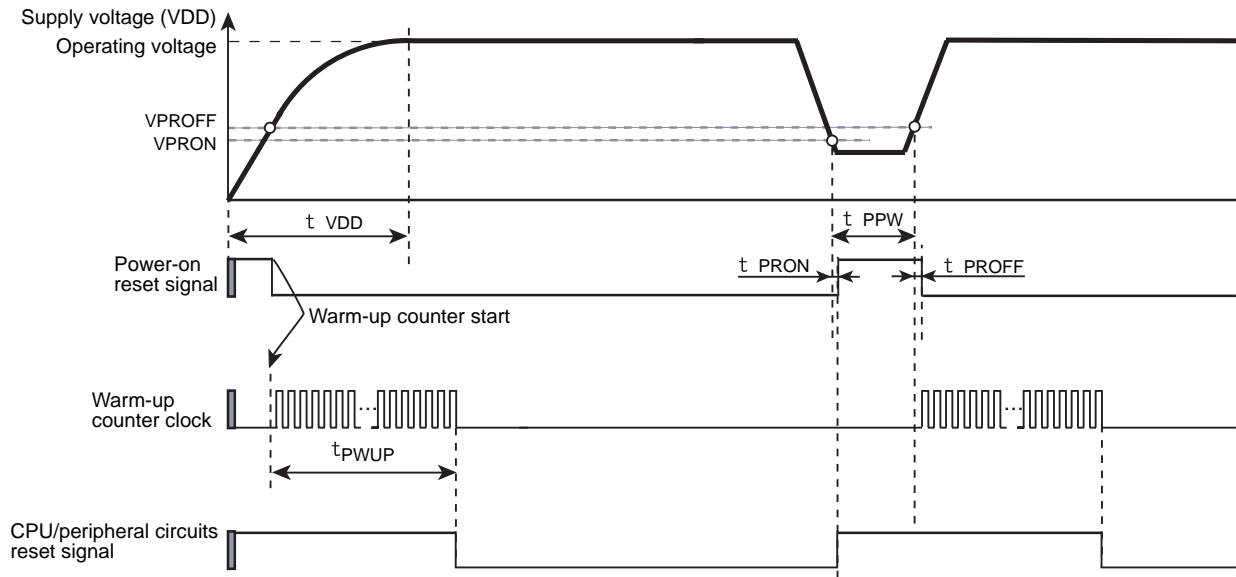 Supply voltage (VDD)
Operating voltage
VPROFF
VPRON
t VDD
t PPW
Power-on
reset signal
t PRON
t PROFF
Warm-up counter start
Warm-up
counter clock
...
...
tPWUP
CPU/peripheral circuits
reset signal